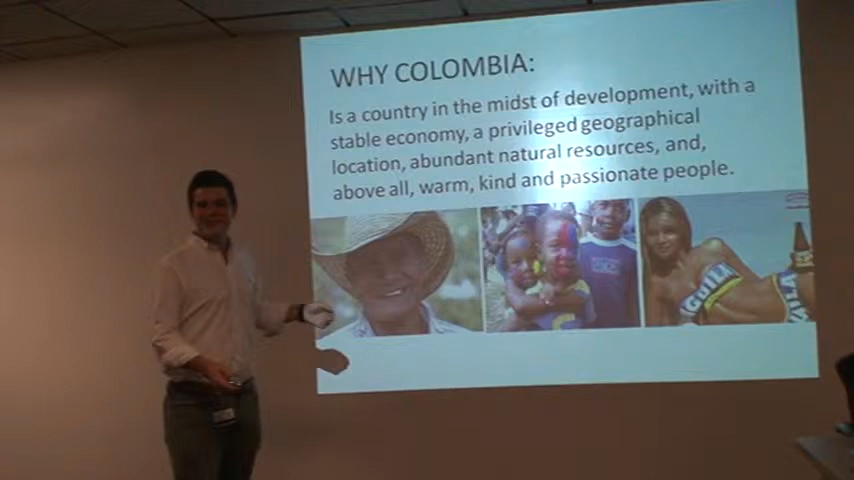 WHY COLOMBIA:
Is a country in the midst of development, with a
stable economy, a privileged geographical
location, abundant natural resources, and,
above all, warm, kind and passionate people.
AGUILA